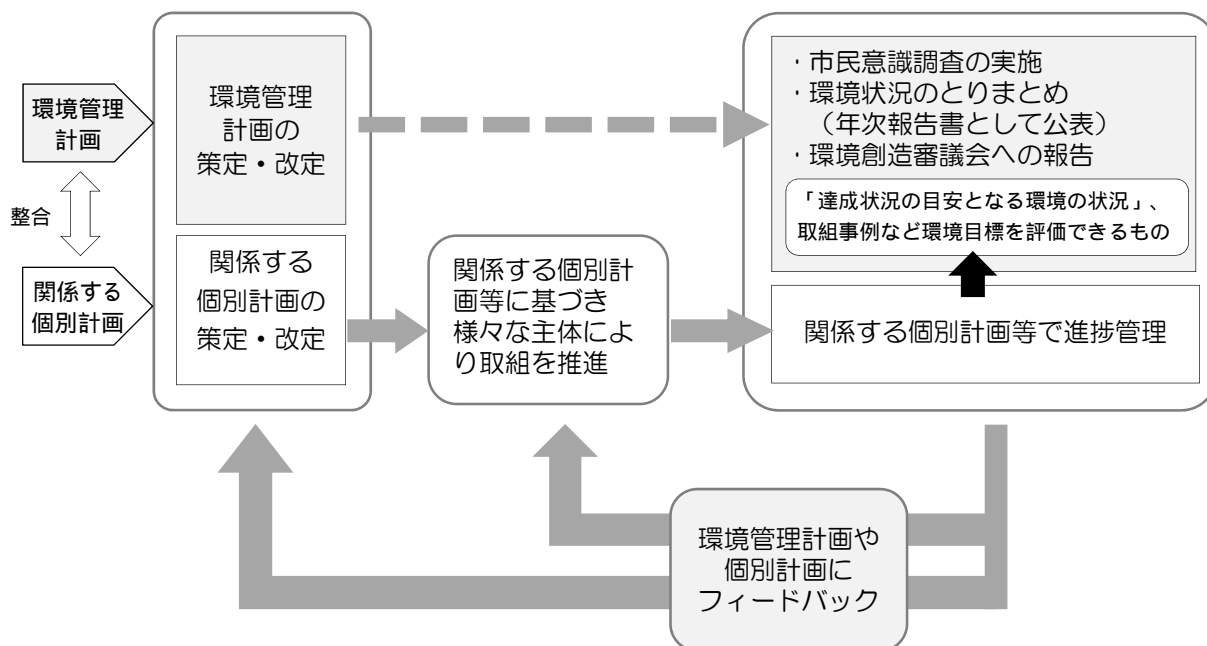 環境管理
計画
整合
関係する
個別計画
環境管理
計画の
策定・改定
関係する
個別計画の
策定・改定
関係する個別計
画等に基づき
様々な主体によ
り取組を推進
・市民意識調査の実施
・環境状況のとりまとめ
（年次報告書として公表）
・環境創造審議会への報告
「達成状況の目安となる環境の状況」、
取組事例など環境目標を評価できるもの
関係する個別計画等で進捗管理
環境管理計画や
個別計画に
フィードバック